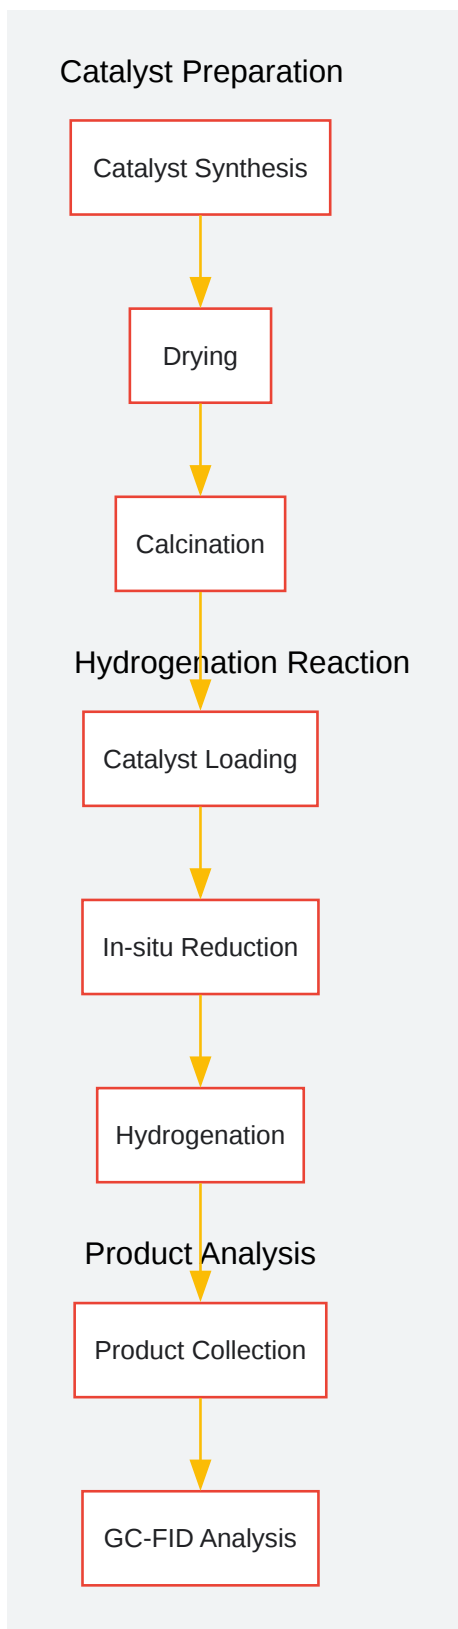 Catalyst Preparation
Catalyst Synthesis
Drying
Calcination
Hydrogenation Reaction
Catalyst Loading
In-situ Reduction
Hydrogenation
Product Analysis
Product Collection
GC-FID Analysis